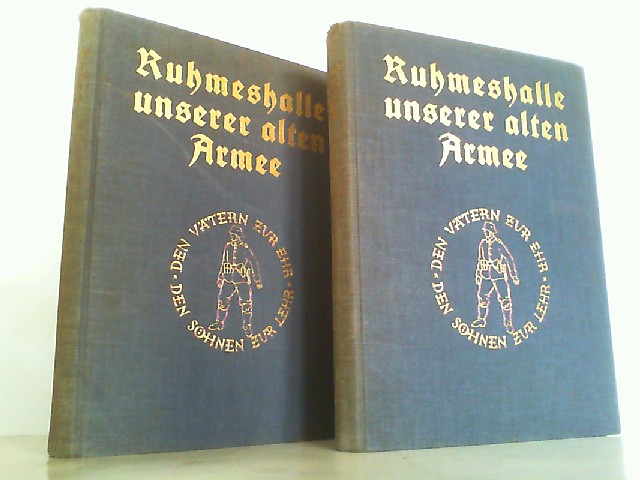 Ruhmeshalle
unserer alten
Armee
DEN VÄTERN ZUR EHR · DEN SÖHNEN ZUR LEHR ·
Ruhmeshalle
unserer alten
Armee
DEN VÄTERN ZUR EHR · DEN SÖHNEN ZUR LEHR ·